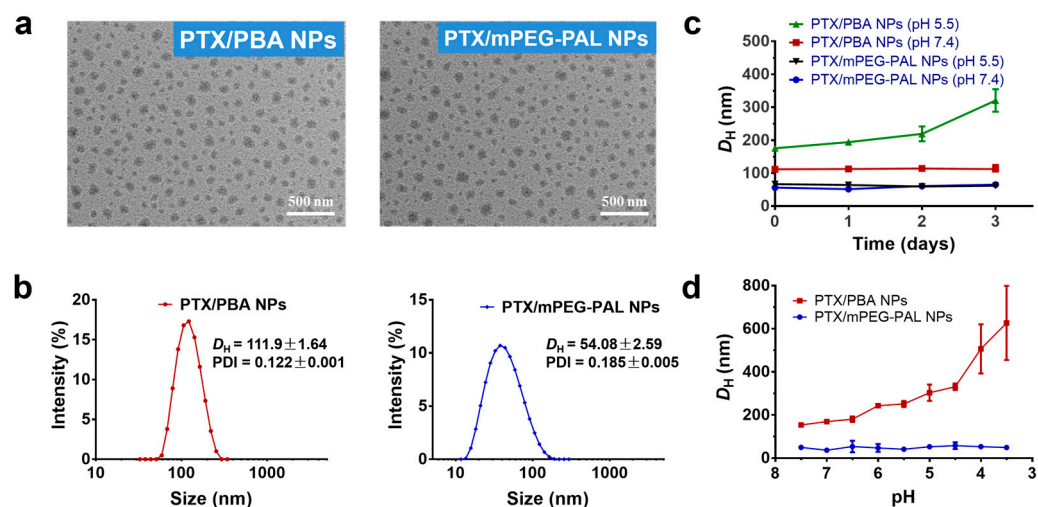 a
PTX/PBA NPs
500 nm
PTX/mPEG-PAL NPs
500 nm
b
PTX/PBA NPs
D_H = 111.9±1.64
PDI = 0.122±0.001
Intensity (%)
20
15
10
5
0
10
100
1000
Size (nm)
PTX/mPEG-PAL NPs
D_H = 54.08±2.59
PDI = 0.185±0.005
Intensity (%)
15
10
5
0
10
100
1000
Size (nm)
c
PTX/PBA NPs (pH 5.5)
PTX/PBA NPs (pH 7.4)
PTX/mPEG-PAL NPs (pH 5.5)
PTX/mPEG-PAL NPs (pH 7.4)
D_H (nm)
500
400
300
200
100
0
0
1
2
3
Time (days)
d
PTX/PBA NPs
PTX/mPEG-PAL NPs
D_H (nm)
800
600
400
200
0
8
7
6
5
4
3
pH